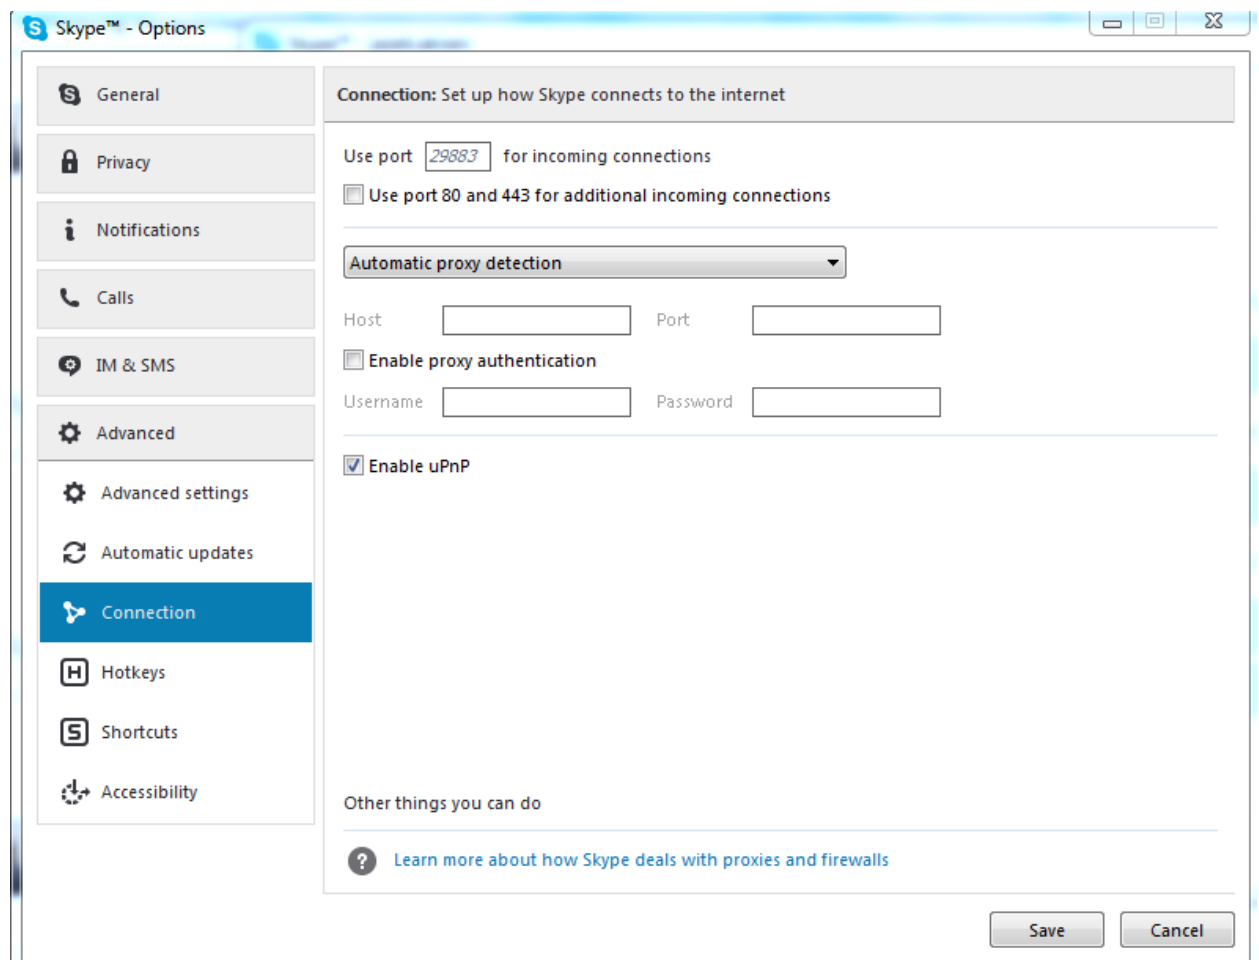 Skype™ - Options
General
Privacy
Notifications
Calls
IM & SMS
Advanced
Advanced settings
Automatic updates
Connection
Hotkeys
Shortcuts
Accessibility
Connection: Set up how Skype connects to the internet
Use port 29883 for incoming connections
Use port 80 and 443 for additional incoming connections
Automatic proxy detection
Host Port
Enable proxy authentication
Username Password
Enable uPnP
Other things you can do
Learn more about how Skype deals with proxies and firewalls
Save Cancel